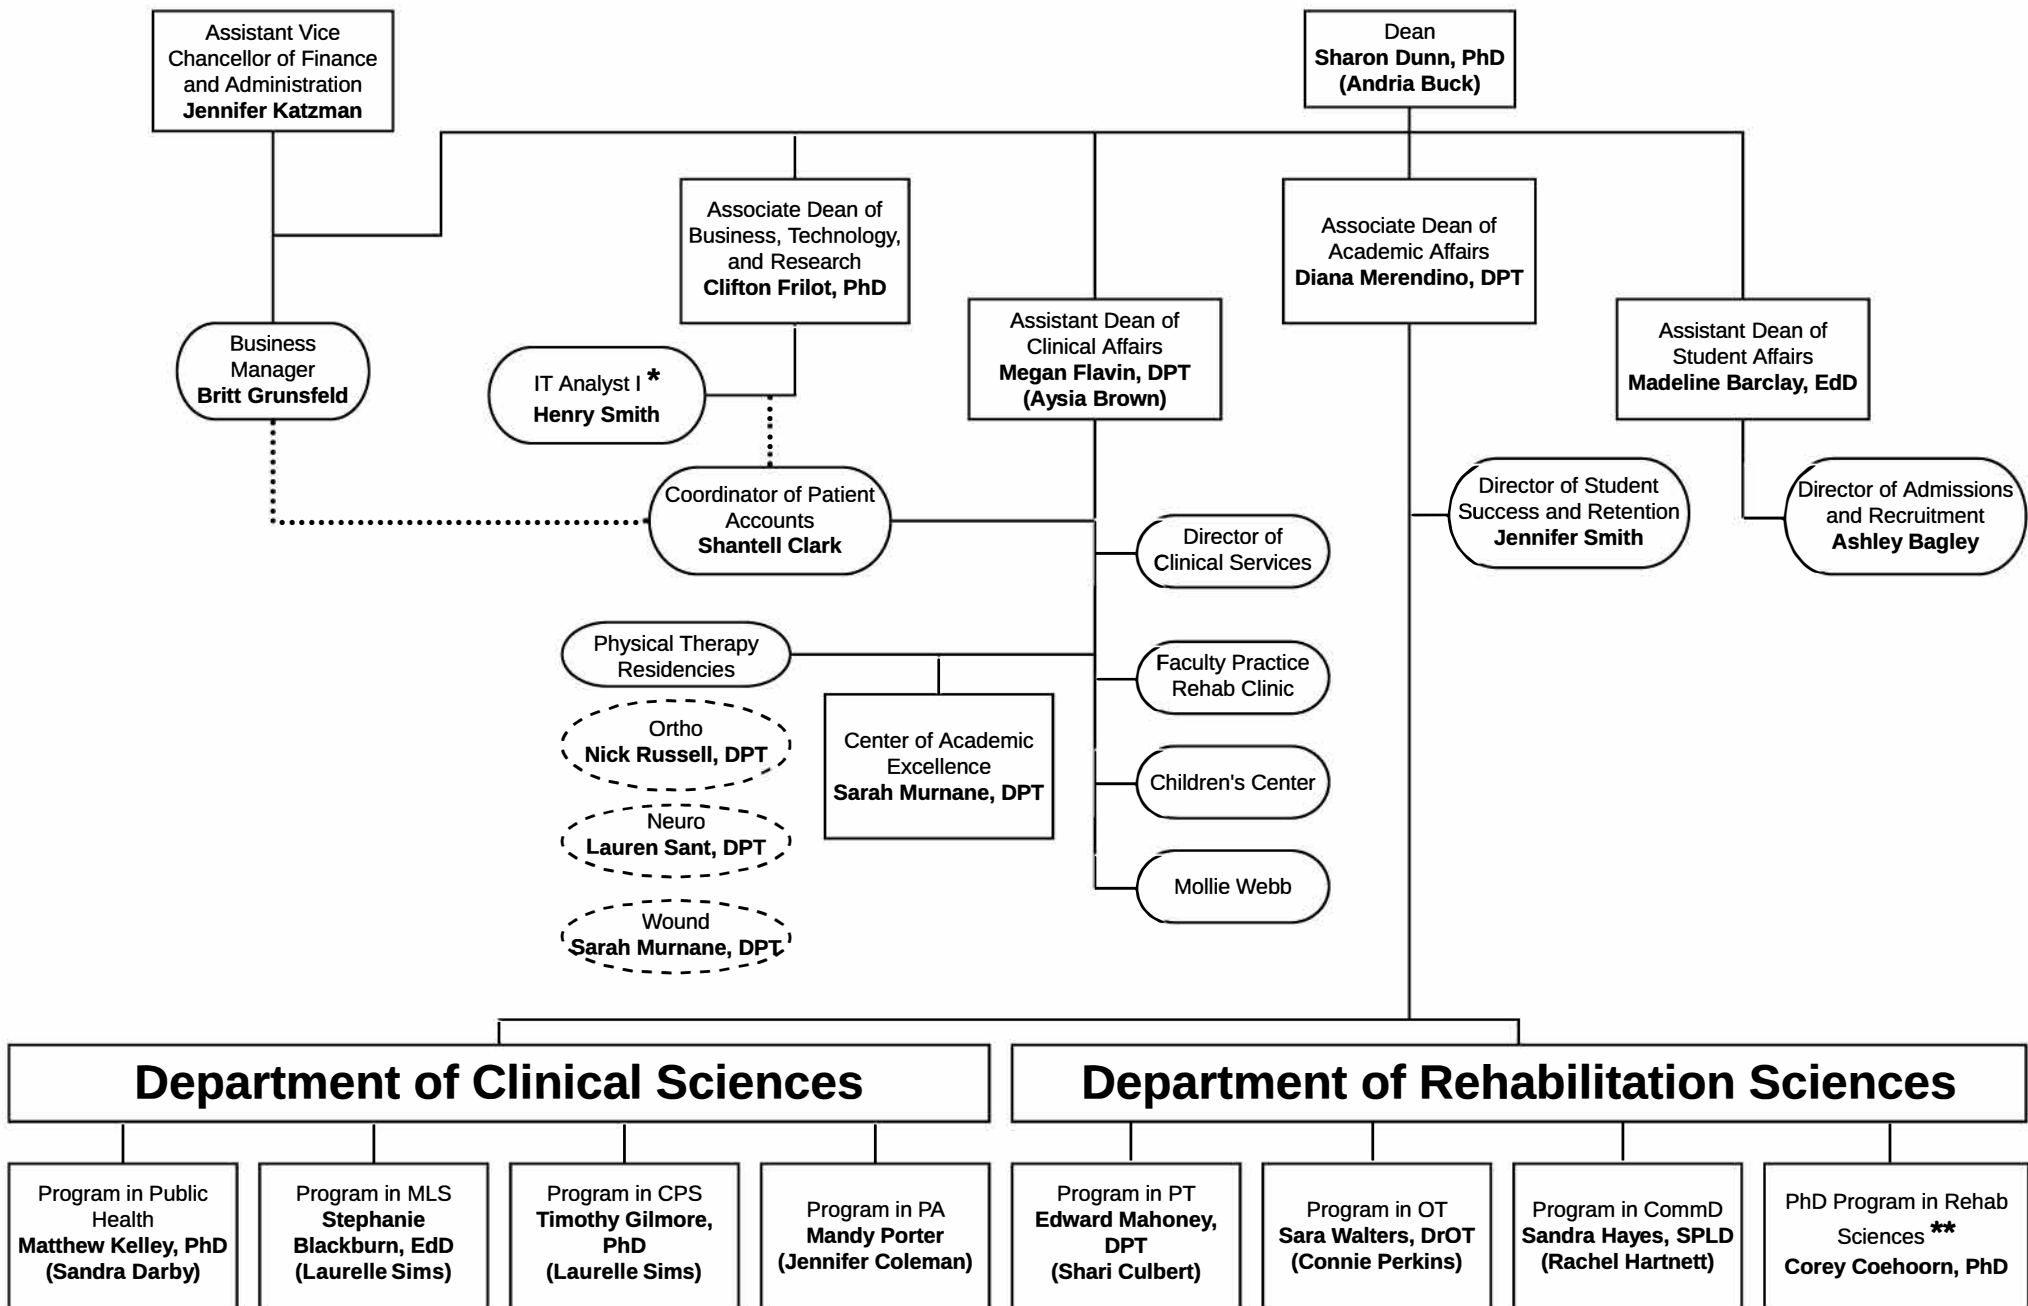 Assistant Vice
Chancellor of Finance
and Administration
Jennifer Katzman
Dean
Sharon Dunn, PhD
(Andria Buck)
Associate Dean of
Business, Technology,
and Research
Clifton Frilot, PhD
Associate Dean of
Academic Affairs
Diana Merendino, DPT
Business
Manager
Britt Grunsfeld
IT Analyst I *
Henry Smith
Assistant Dean of
Clinical Affairs
Megan Flavin, DPT
(Aysia Brown)
Assistant Dean of
Student Affairs
Madeline Barclay, EdD
Coordinator of Patient
Accounts
Shantell Clark
Director of Student
Success and Retention
Jennifer Smith
Director of Admissions
and Recruitment
Ashley Bagley
Director of
Clinical Services
Physical Therapy
Residencies
Faculty Practice
Rehab Clinic
Ortho
Nick Russell, DPT
Center of Academic
Excellence
Sarah Murnane, DPT
Children's Center
Neuro
Lauren Sant, DPT
Mollie Webb
Wound
Sarah Murnane, DPT
Department of Clinical Sciences
Department of Rehabilitation Sciences
Program in Public
Health
Matthew Kelley, PhD
(Sandra Darby)
Program in MLS
Stephanie
Blackburn, EdD
(Laurelle Sims)
Program in CPS
Timothy Gilmore,
PhD
(Laurelle Sims)
Program in PA
Mandy Porter
(Jennifer Coleman)
Program in PT
Edward Mahoney,
DPT
(Shari Culbert)
Program in OT
Sara Walters, DrOT
(Connie Perkins)
Program in CommD
Sandra Hayes, SPLD
(Rachel Hartnett)
PhD Program in Rehab
Sciences **
Corey Coehoorn, PhD